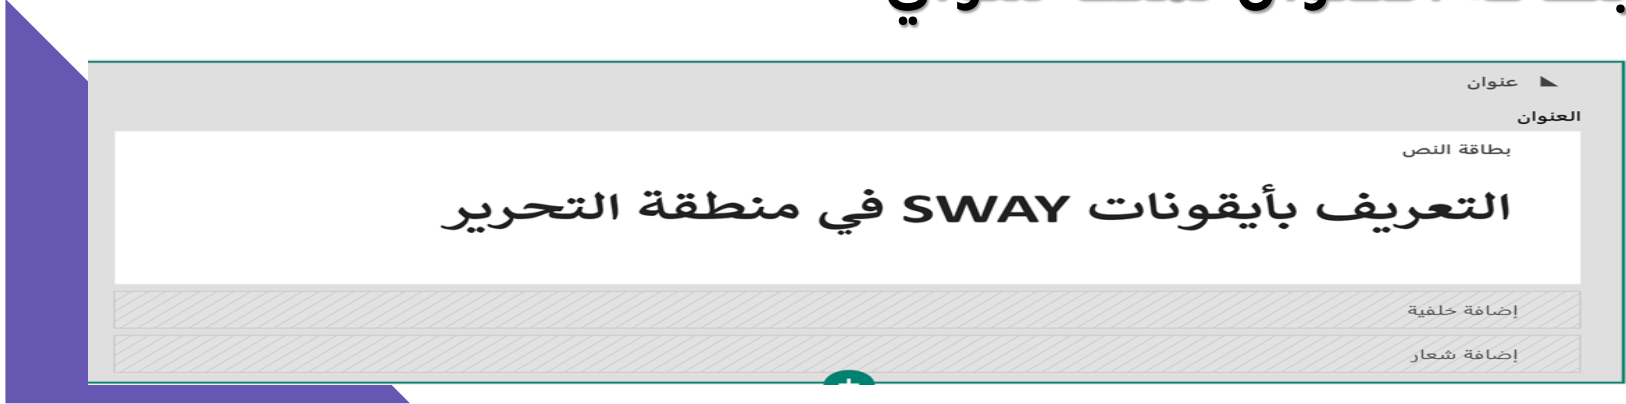 عنوان
العنوان
بطاقة النص
التعريف بأيقونات SWAY في منطقة التحرير
إضافة خلفية
إضافة شعار